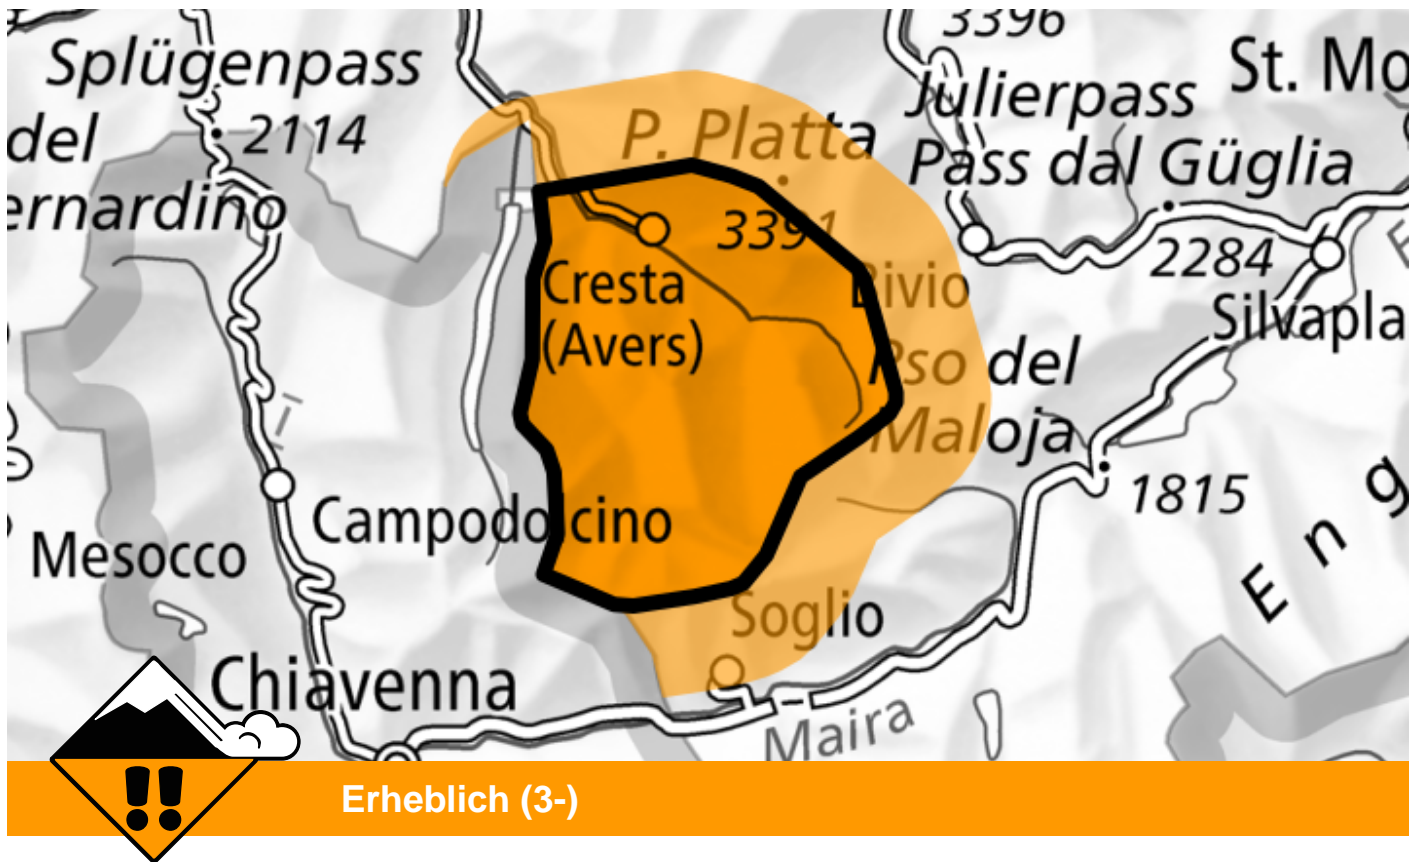 3396
Splügenpass
St. Mo
Julierpass
del
2114
P. Platta
Pass dal Güglia
ernardino
3391
2284
Cresta
Bivio
Silvapla
(Avers)
Pso del
Maloja
1815
Campodolcino
Mesocco
Eng
Soglio
Chiavenna
Maira
!!
Erheblich (3-)